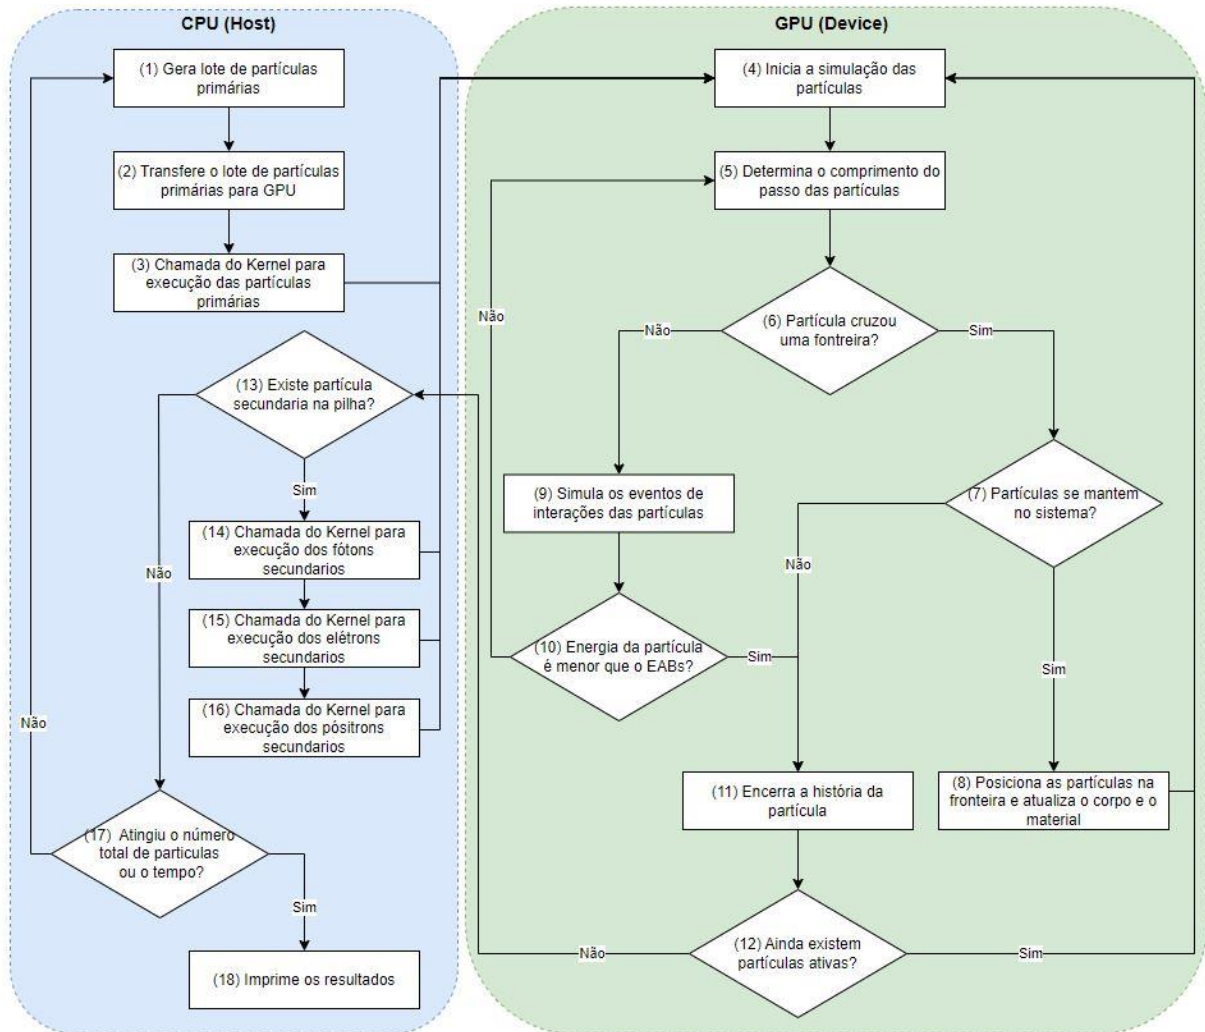 CPU (Host)
(1) Gera lote de partículas
primárias
(2) Transfere o lote de partículas
primárias para GPU
(3) Chamada do Kernel para
execução das partículas
primárias
(13) Existe partícula
secundaria na pilha?
Sim
Não
(14) Chamada do Kernel para
execução dos fótons
secundarios
(15) Chamada do Kernel para
execução dos elétrons
secundarios
(16) Chamada do Kernel para
execução dos pósitrons
secundarios
Não
(17) Atingiu o número
total de particulas
ou o tempo?
Sim
(18) Imprime os resultados
GPU (Device)
(4) Inicia a simulação das
partículas
(5) Determina o comprimento do
passo das partículas
Não
(6) Partícula cruzou
uma fontreira?
Não
Sim
(7) Partículas se mantem
no sistema?
(9) Simula os eventos de
interações das partículas
Não
(10) Energia da partícula
é menor que o EABs?
Sim
Sim
(8) Posiciona as partículas na
fronteira e atualiza o corpo e o
material
(11) Encerra a história da
partícula
(12) Ainda existem
partículas ativas?
Não
Sim